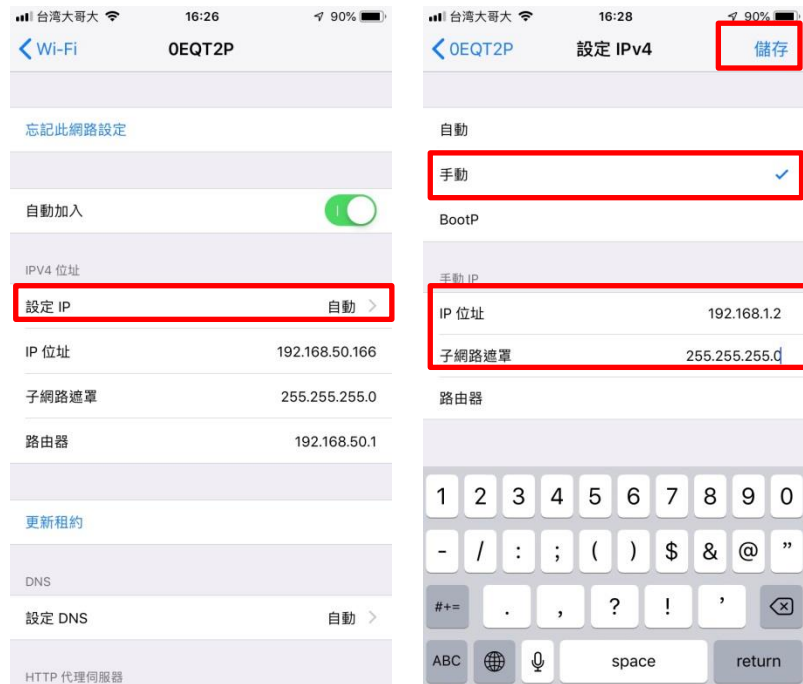 台湾大哥大 16:26 90%
Wi-Fi 0EQT2P
忘記此網路設定
自動加入
IPV4 位址
設定 IP 自動
IP 位址 192.168.50.166
子網路遮罩 255.255.255.0
路由器 192.168.50.1
更新租約
DNS
設定 DNS 自動
HTTP 代理伺服器
台湾大哥大 16:28 90%
0EQT2P 設定 IPv4 儲存
自動
手動
BootP
手動 IP
IP 位址 192.168.1.2
子網路遮罩 255.255.255.0
路由器
1 2 3 4 5 6 7 8 9 0
- / : ; ( ) $ & @ ”
#+= . , ? ! ’
ABC space return